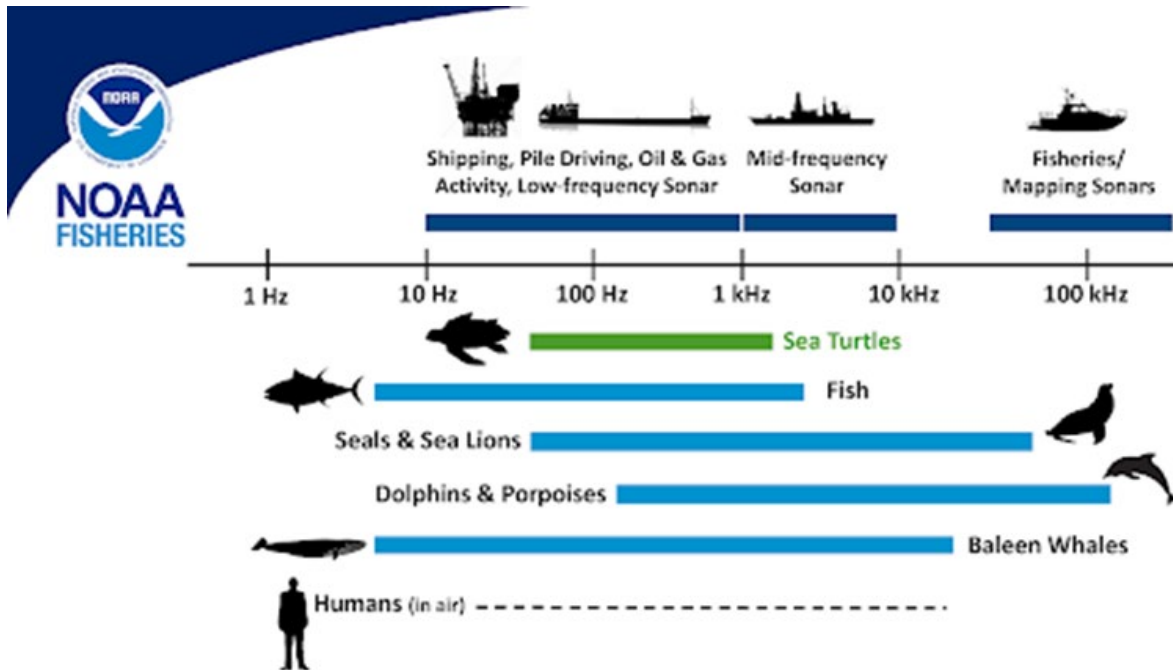 NOAA
NOAA
FISHERIES
Shipping, Pile Driving, Oil & Gas
Activity, Low-frequency Sonar
Mid-frequency
Sonar
Fisheries/
Mapping Sonars
1 Hz
10 Hz
100 Hz
1 kHz
10 kHz
100 kHz
Sea Turtles
Fish
Seals & Sea Lions
Dolphins & Porpoises
Baleen Whales
Humans (in air)